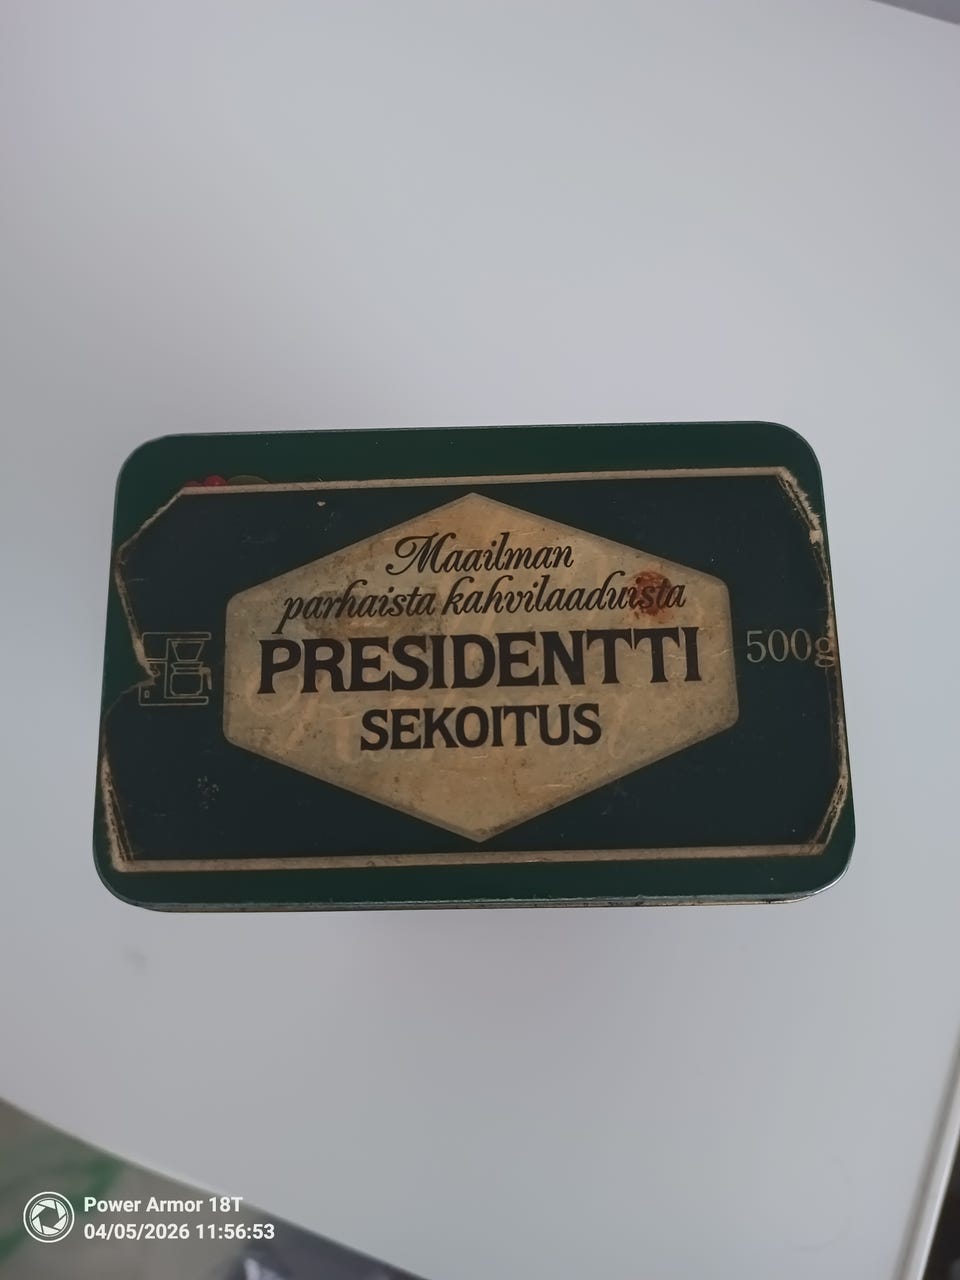 Maailman
parhaista kahvilaaduista
PRESIDENTTI
SEKOITUS
500g
Power Armor 18T
04/05/2026 11:56:53